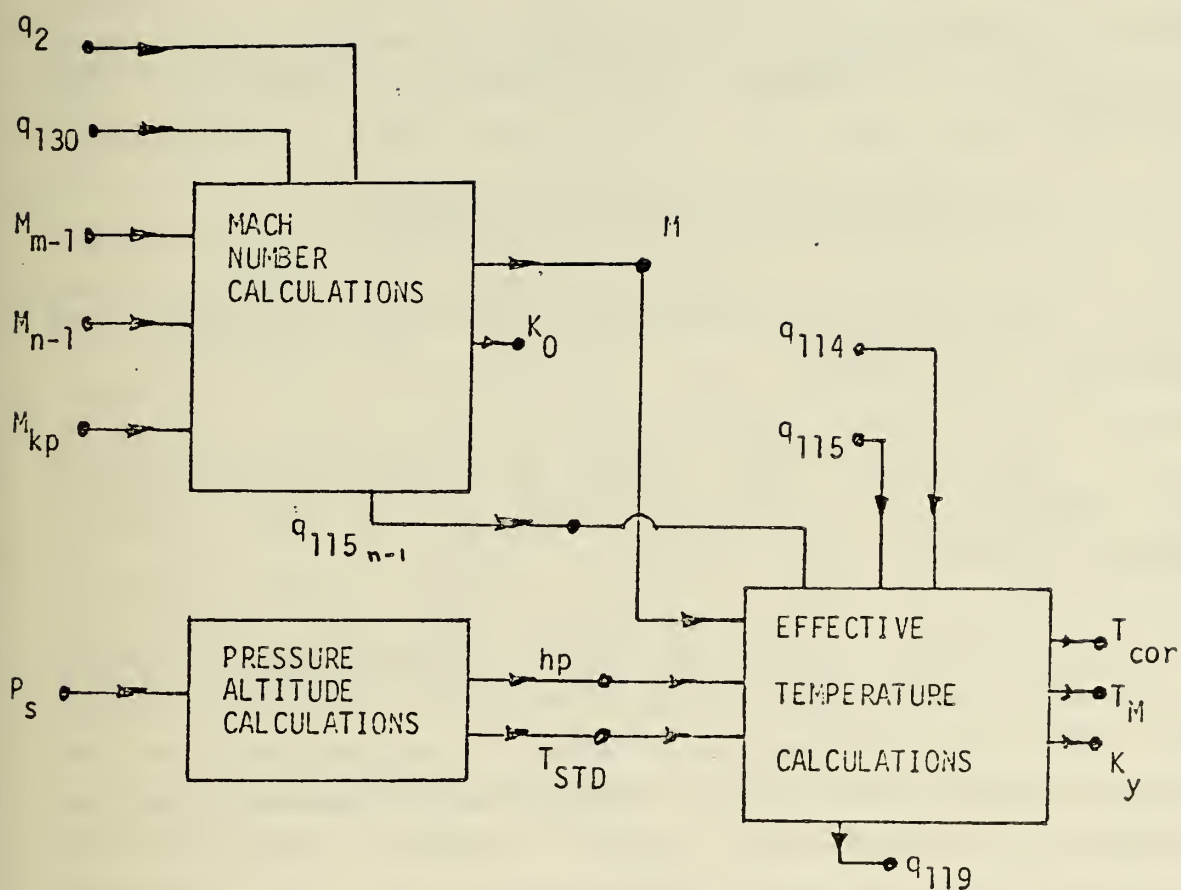 q2
q130
Mm-1
Mn-1
Mkp
MACH
NUMBER
CALCULATIONS
M
K0
q114
q115
q115n-1
Ps
PRESSURE
ALTITUDE
CALCULATIONS
hp
TSTD
EFFECTIVE
TEMPERATURE
CALCULATIONS
Tcor
TM
Ky
q119